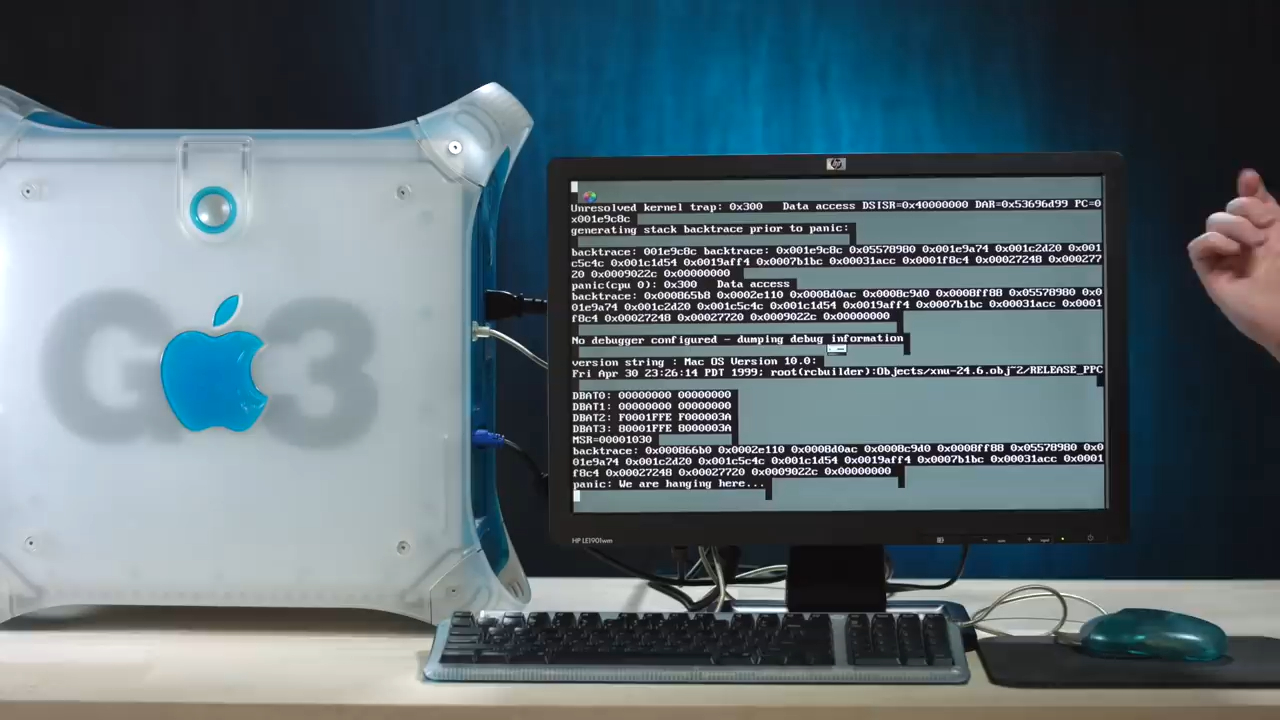 G3
hp
Unresolved kernel trap: 0x300   Data access DSISR=0x40000000 DAR=0x53696d99 PC=0
x001e9c8c
generating stack backtrace prior to panic:
backtrace: 001e9c8c backtrace: 0x001e9c8c 0x05578980 0x001e9a74 0x001c2d20 0x001
c5c4c 0x001c1d54 0x0019aff4 0x0007b1bc 0x00031acc 0x0001f8c4 0x00027248 0x000277
20 0x0009022c 0x00000000
panic(cpu 0): 0x300   Data access
backtrace: 0x000865b8 0x0002e110 0x0008d0ac 0x0008c9d0 0x0008ff88 0x05578980 0x0
01e9a74 0x001c2d20 0x001c5c4c 0x001c1d54 0x0019aff4 0x0007b1bc 0x00031acc 0x0001
f8c4 0x00027248 0x00027720 0x0009022c 0x00000000
No debugger configured - dumping debug information
version string : Mac OS Version 10.0:
Fri Apr 30 23:26:14 PDT 1999; root(rcbuilder):Objects/xnu-24.6.obj~2/RELEASE_PPC
DBAT0: 00000000 00000000
DBAT1: 00000000 00000000
DBAT2: F0001FFE F000003A
DBAT3: B0001FFE B000003A
MSR=00001030
backtrace: 0x000866b0 0x0002e110 0x0008d0ac 0x0008c9d0 0x0008ff88 0x05578980 0x0
01e9a74 0x001c2d20 0x001c5c4c 0x001c1d54 0x0019aff4 0x0007b1bc 0x00031acc 0x0001
f8c4 0x00027248 0x00027720 0x0009022c 0x00000000
panic: We are hanging here...
HP LE1901wm